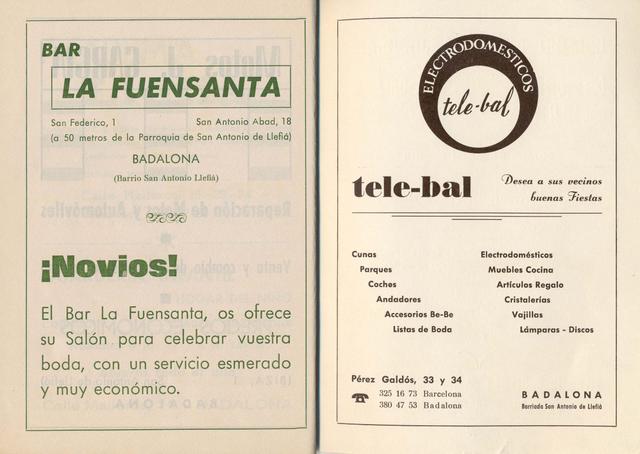 BAR
LA FUENSANTA
San Federico, 1 San Antonio Abad, 18
(a 50 metros de la Parroquia de San Antonio de Llefiá)
BADALONA
(Barrio San Antonio Llefiá)
¡Novios!
El Bar La Fuensanta, os ofrece
su Salón para celebrar vuestra
boda, con un servicio esmerado
y muy económico.
ELECTRODOMESTICOS
tele-bal
tele-bal
Desea a sus vecinos
buenas Fiestas
Cunas
Parques
Coches
Andadores
Accesorios Be-Be
Listas de Boda
Electrodomésticos
Muebles Cocina
Artículos Regalo
Cristalerías
Vajillas
Lámparas - Discos
Pérez Galdós, 33 y 34
325 16 73 Barcelona
380 47 53 Badalona
BADALONA
Barriada San Antonio de Llefiá